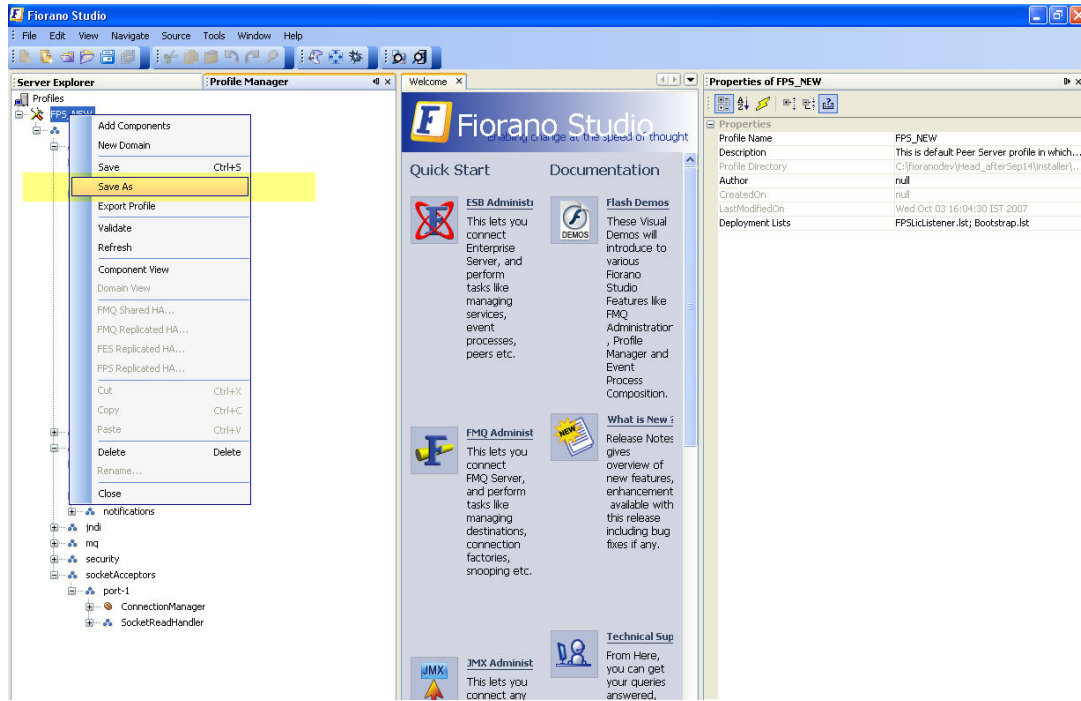 Fiorano Studio
File Edit View Navigate Source Tools Window Help
Server Explorer
Profile Manager
Profiles
FPS_NEW
Add Components
New Domain
Save Ctrl+S
Save As
Export Profile
Validate
Refresh
Component View
Domain View
FMQ Shared HA...
FMQ Replicated HA...
FES Replicated HA...
FPS Replicated HA...
Cut Ctrl+X
Copy Ctrl+C
Paste Ctrl+V
Delete Delete
Rename...
Close
notifications
jndi
mq
security
socketAcceptors
port-1
ConnectionManager
SocketReadHandler
Welcome
Fiorano Studio
enabling change at the speed of thought
Quick Start
ESB Administ
This lets you
connect
Enterprise
Server, and
perform
tasks like
managing
services,
event
processes,
peers etc.
FMQ Administ
This lets you
connect
FMQ Server,
and perform
tasks like
managing
destinations,
connection
factories,
snooping etc.
JMX
JMX Administ
This lets you
connect any
Documentation
DEMOS
Flash Demos
These Visual
Demos will
introduce to
various
Fiorano
Studio
Features like
FMQ
Administration
, Profile
Manager and
Event
Process
Composition.
NEW
What is New ?
Release Notes
gives
overview of
new features,
enhancement
available with
this release
including bug
fixes if any.
Technical Sup
From Here,
you can get
your queries
answered,
Properties of FPS_NEW
Properties
Profile Name FPS_NEW
Description This is default Peer Server profile in which...
Profile Directory C:\fioranodev\Head_afterSep14\installer\...
Author null
CreatedOn null
LastModifiedOn Wed Oct 03 16:04:30 IST 2007
Deployment Lists FPSLicListener.lst; Bootstrap.lst